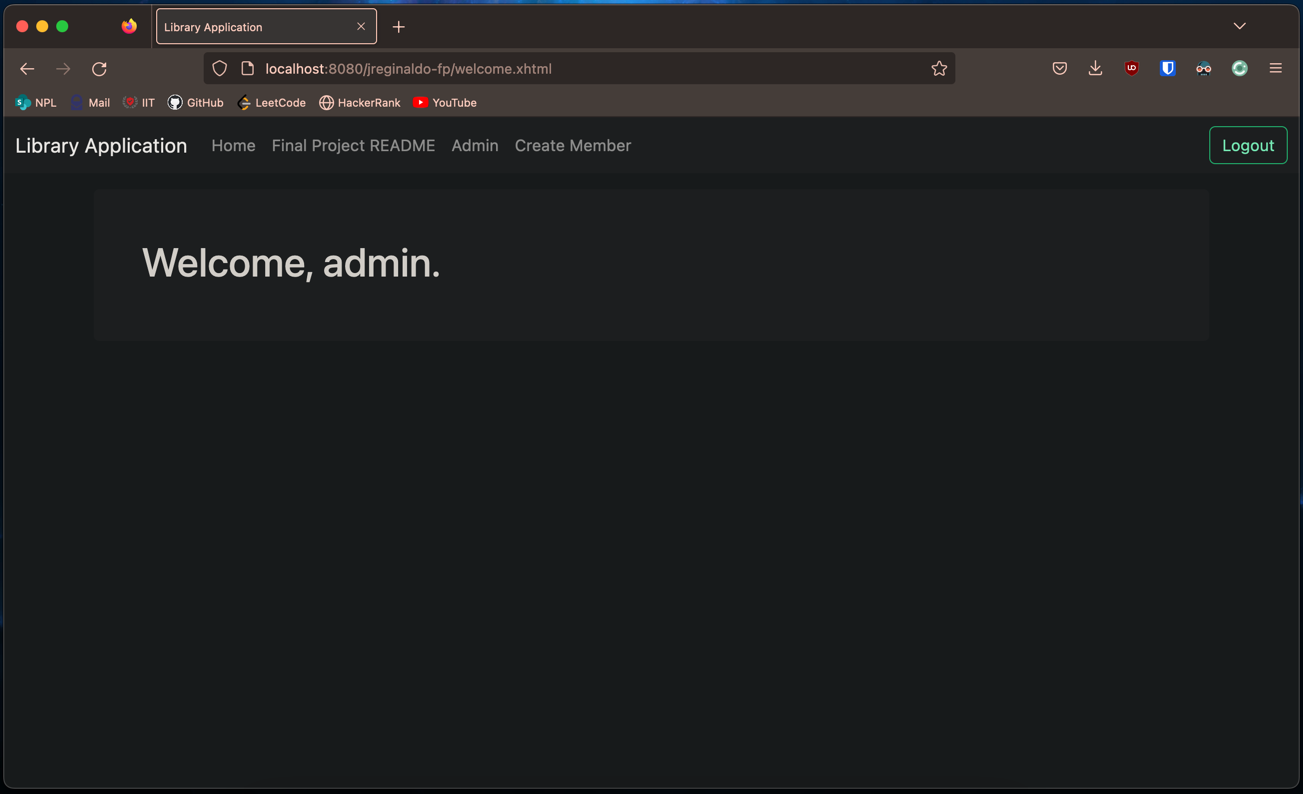 Library Application
localhost:8080/jreginaldo-fp/welcome.xhtml
NPL Mail IIT GitHub LeetCode HackerRank YouTube
Library Application Home Final Project README Admin Create Member Logout
Welcome, admin.